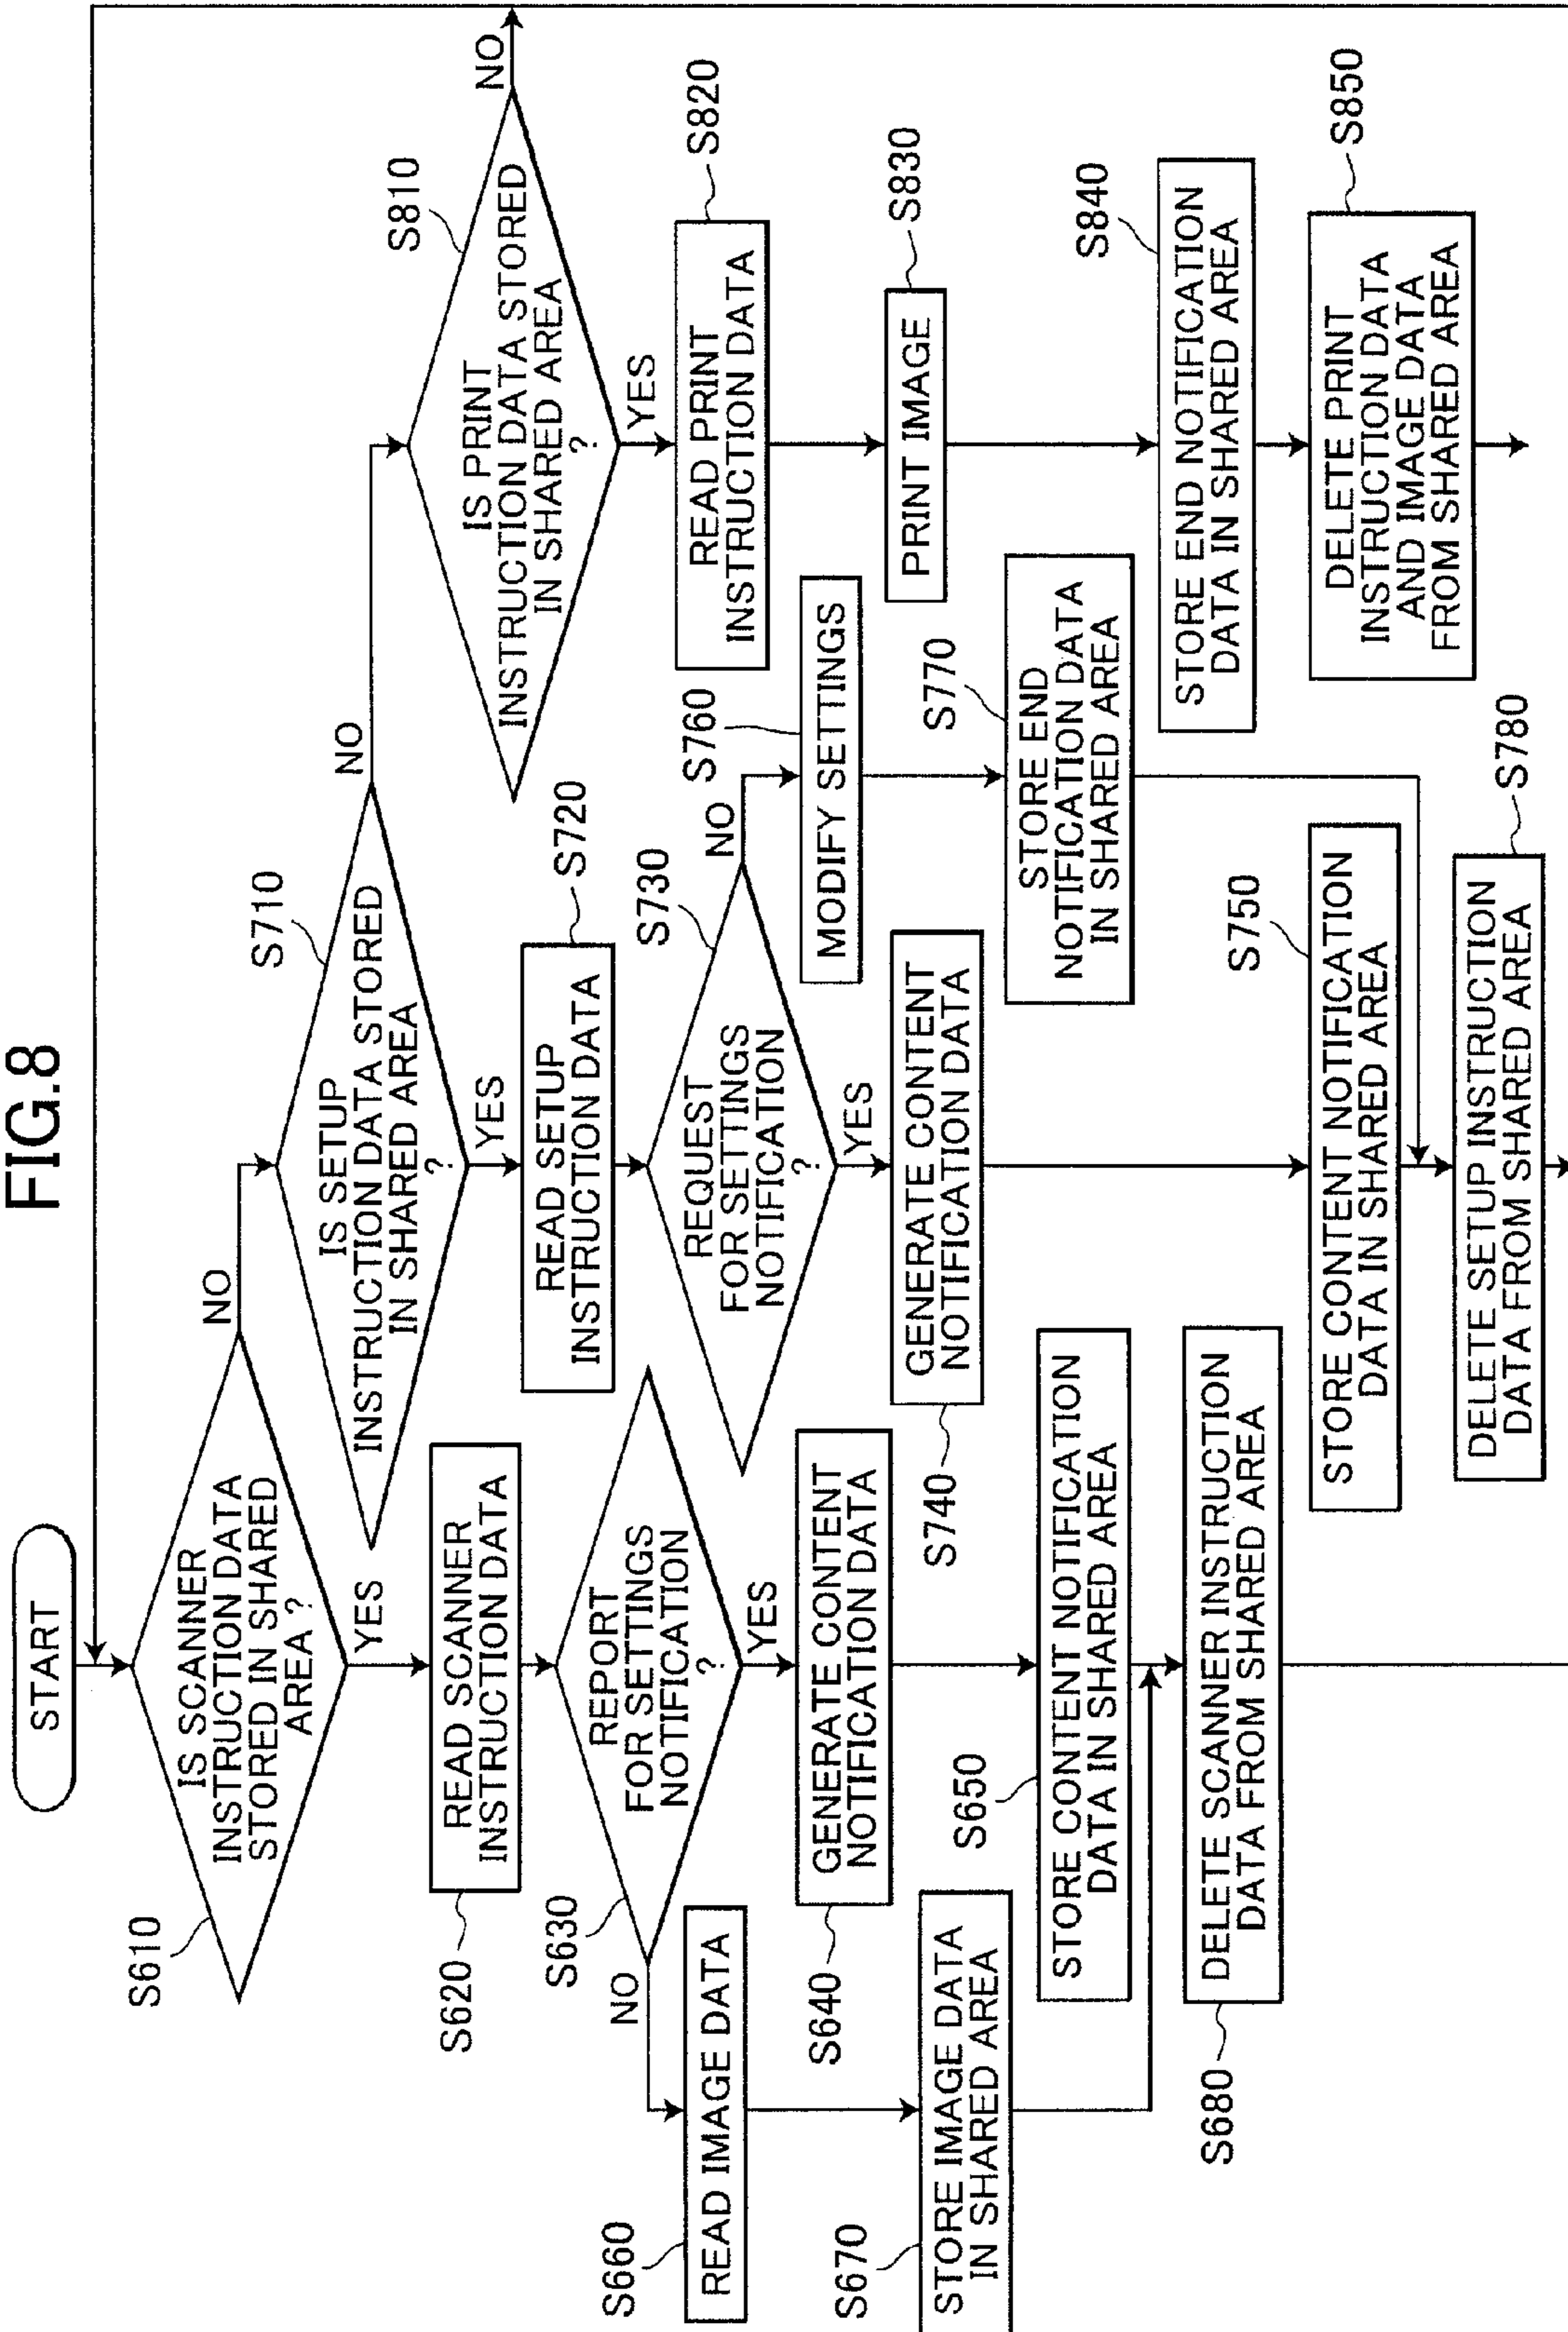 FIG.8
START
S610
IS SCANNER
INSTRUCTION DATA
STORED IN SHARED
AREA ?
NO
YES
S620
READ SCANNER
INSTRUCTION DATA
S630
REPORT
FOR SETTINGS
NOTIFICATION
?
NO
YES
S660
READ IMAGE DATA
S640
GENERATE CONTENT
NOTIFICATION DATA
S670
STORE IMAGE DATA
IN SHARED AREA
S650
STORE CONTENT NOTIFICATION
DATA IN SHARED AREA
S680
DELETE SCANNER INSTRUCTION
DATA FROM SHARED AREA
S710
IS SETUP
INSTRUCTION DATA STORED
IN SHARED AREA
?
NO
YES
S720
READ SETUP
INSTRUCTION DATA
S730
REQUEST
FOR SETTINGS
NOTIFICATION
?
NO
YES
S740
GENERATE CONTENT
NOTIFICATION DATA
S760
MODIFY SETTINGS
S770
STORE END
NOTIFICATION DATA
IN SHARED AREA
S750
STORE CONTENT NOTIFICATION
DATA IN SHARED AREA
S780
DELETE SETUP INSTRUCTION
DATA FROM SHARED AREA
S810
IS PRINT
INSTRUCTION DATA STORED
IN SHARED AREA
?
NO
YES
S820
READ PRINT
INSTRUCTION DATA
S830
PRINT IMAGE
S840
STORE END NOTIFICATION
DATA IN SHARED AREA
S850
DELETE PRINT
INSTRUCTION DATA
AND IMAGE DATA
FROM SHARED AREA